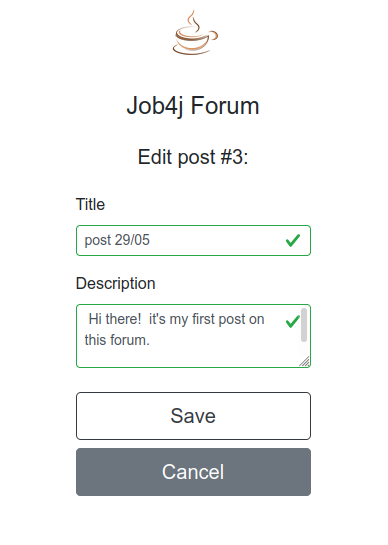 Job4j Forum
Edit post #3:
Title
post 29/05
Description
Hi there!  it's my first post on
this forum.
Save
Cancel